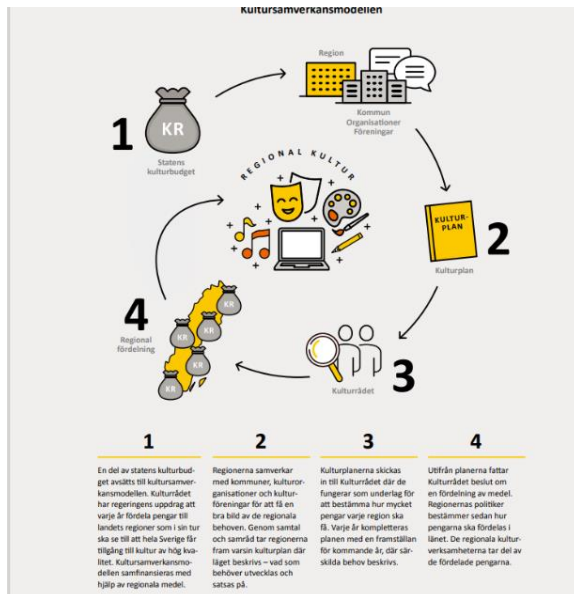 Kultursamverkansmodellen
Region
KR
1
Statens
kulturbudget
Kommun
Organisationer
Föreningar
REGIONAL KULTUR
KULTUR-
PLAN
2
Kulturplan
4
Regional
fördelning
KR
KR
KR
KR
KR
3
Kulturrådet
1
En del av statens kulturbud-
get avsätts till kultursamver-
kansmodellen. Kulturrådet
har regeringens uppdrag att
varje år fördela pengar till
landets regioner som i sin tur
ska se till att hela Sverige får
tillgång till kultur av hög kva-
litet. Kultursamverkansmo-
dellen samfinansieras med
hjälp av regionala medel.
2
Regionerna samverkar
med kommuner, kulturor-
ganisationer och kultur-
föreningar för att få en
bra bild av de regionala
behoven. Genom samtal
och samråd tar regionerna
fram varsin kulturplan där
läget beskrivs – vad som
behöver utvecklas och
satsas på.
3
Kulturplanerna skickas
in till Kulturrådet där de
fungerar som underlag för
att bestämma hur mycket
pengar varje region ska
få. Varje år kompletteras
planen med en framställan
för kommande år, där sär-
skilda behov beskrivs.
4
Utifrån planerna fattar
Kulturrådet beslut om
en fördelning av medel.
Regionernas politiker
bestämmer sedan hur
pengarna ska fördelas i
länet. De regionala kultur-
verksamheterna tar del av
de fördelade pengarna.